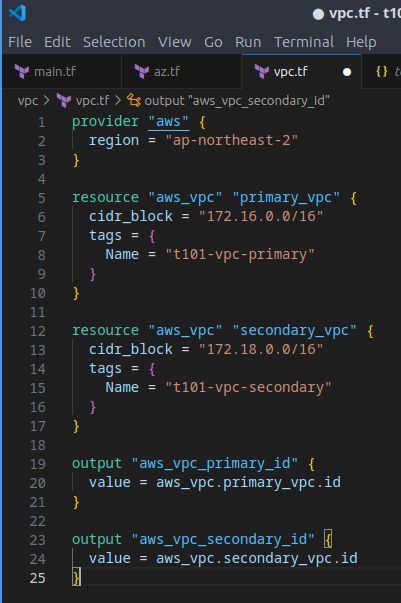 ● vpc.tf - t10
File Edit Selection View Go Run Terminal Help
main.tf az.tf vpc.tf ● {}
vpc > vpc.tf > output "aws_vpc_secondary_id"
1 provider "aws" {
2   region = "ap-northeast-2"
3 }
4
5 resource "aws_vpc" "primary_vpc" {
6   cidr_block = "172.16.0.0/16"
7   tags = {
8     Name = "t101-vpc-primary"
9   }
10 }
11
12 resource "aws_vpc" "secondary_vpc" {
13   cidr_block = "172.18.0.0/16"
14   tags = {
15     Name = "t101-vpc-secondary"
16   }
17 }
18
19 output "aws_vpc_primary_id" {
20   value = aws_vpc.primary_vpc.id
21 }
22
23 output "aws_vpc_secondary_id" {
24   value = aws_vpc.secondary_vpc.id
25 }